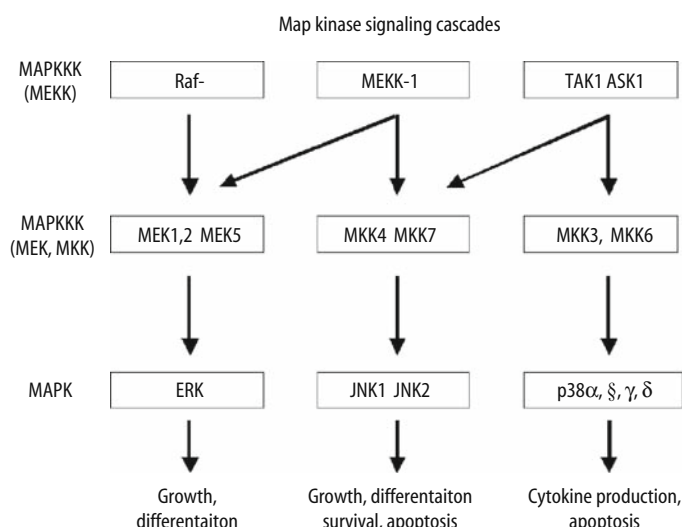 Map kinase signaling cascades
MAPKKK
(MEKK)
Raf-
MEKK-1
TAK1 ASK1
MAPKKK
(MEK, MKK)
MEK1,2 MEK5
MKK4 MKK7
MKK3, MKK6
MAPK
ERK
JNK1 JNK2
p38α, §, γ, δ
Growth,
differentaiton
Growth, differentaiton
survival, apoptosis
Cytokine production,
apoptosis